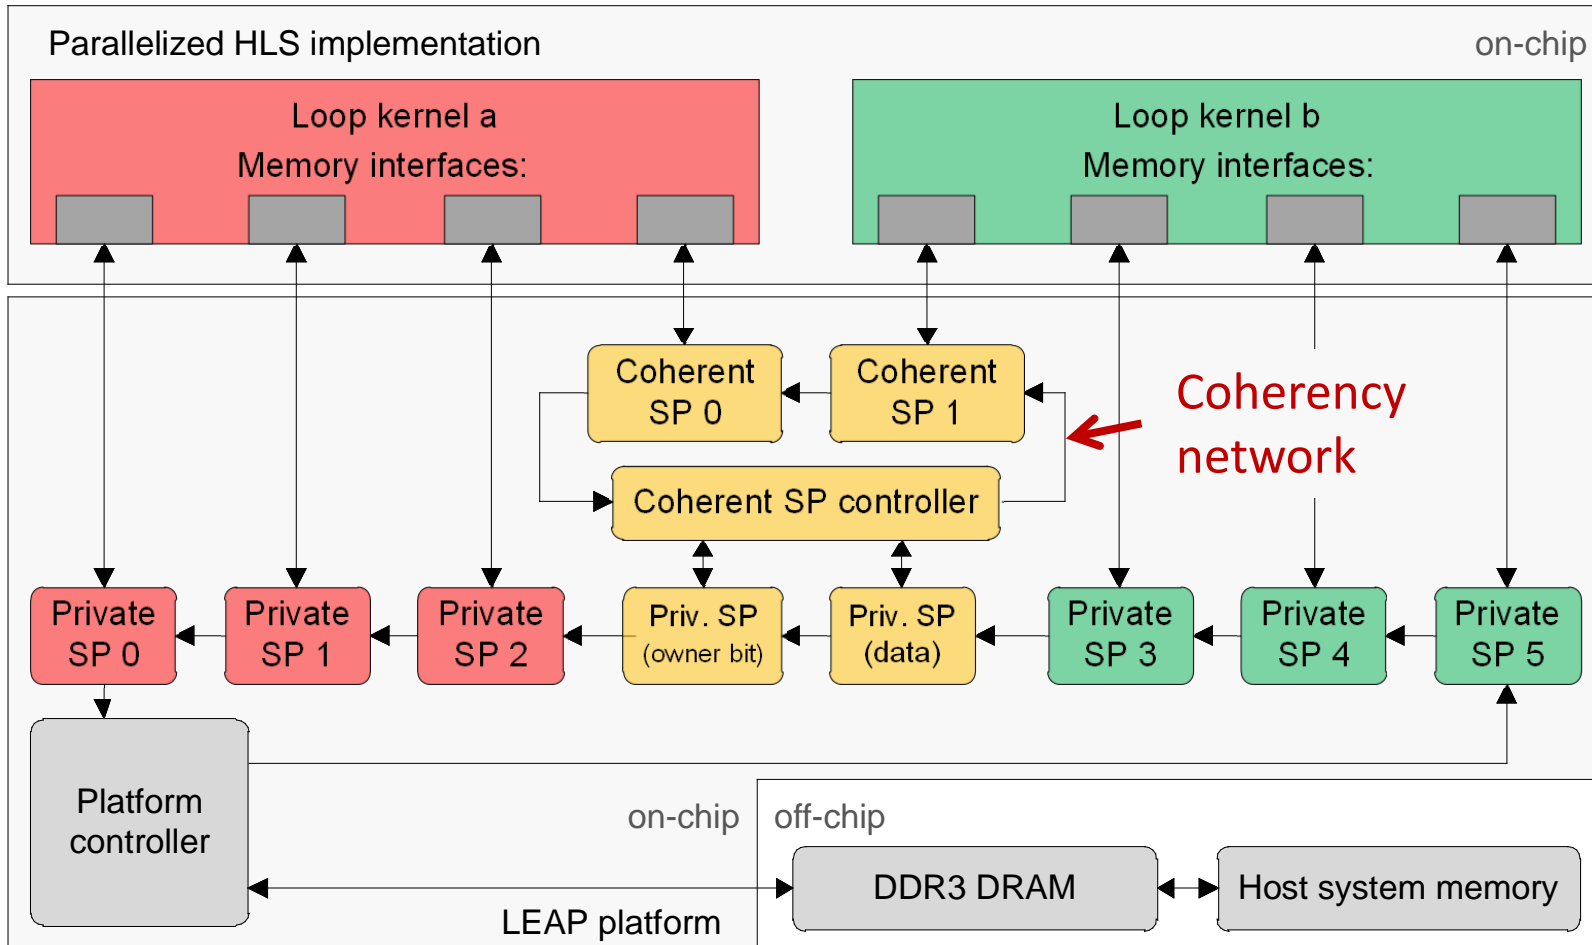 Parallelized HLS implementation
on-chip
Loop kernel a
Memory interfaces:
Loop kernel b
Memory interfaces:
Coherent
SP 0
Coherent
SP 1
Coherency
network
Coherent SP controller
Private
SP 0
Private
SP 1
Private
SP 2
Priv. SP
(owner bit)
Priv. SP
(data)
Private
SP 3
Private
SP 4
Private
SP 5
Platform
controller
on-chip
off-chip
DDR3 DRAM
Host system memory
LEAP platform